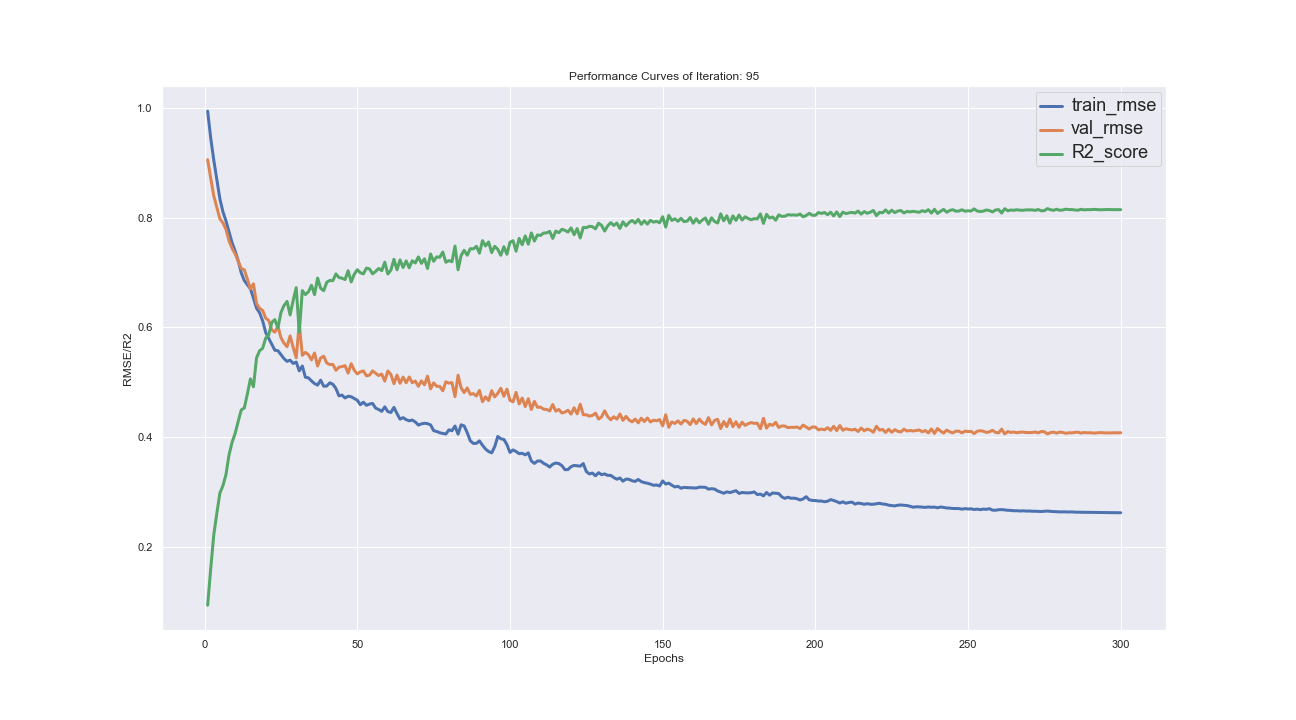 Performance Curves of Iteration: 95
train_rmse
val_rmse
R2_score
RMSE/R2
1.0
0.8
0.6
0.4
0.2
0 50 100 150 200 250 300
Epochs